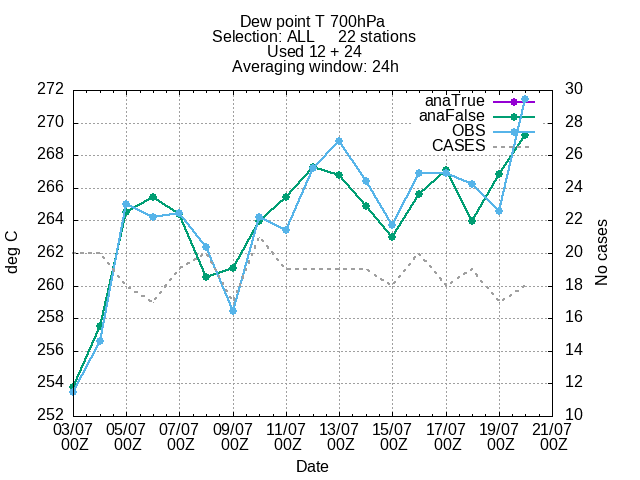 Dew point T 700hPa
Selection: ALL 22 stations
Used 12 + 24
Averaging window: 24h
272 30
anaTrue
270 28
anaFalse
OBS
268 26
CASES
266 24
264 22
262 20
260 18
258 16
256 14
254 12
252 10
deg C
No cases
03/07 05/07 07/07 09/07 11/07 13/07 15/07 17/07 19/07 21/07
00Z 00Z 00Z 00Z 00Z 00Z 00Z 00Z 00Z 00Z
Date